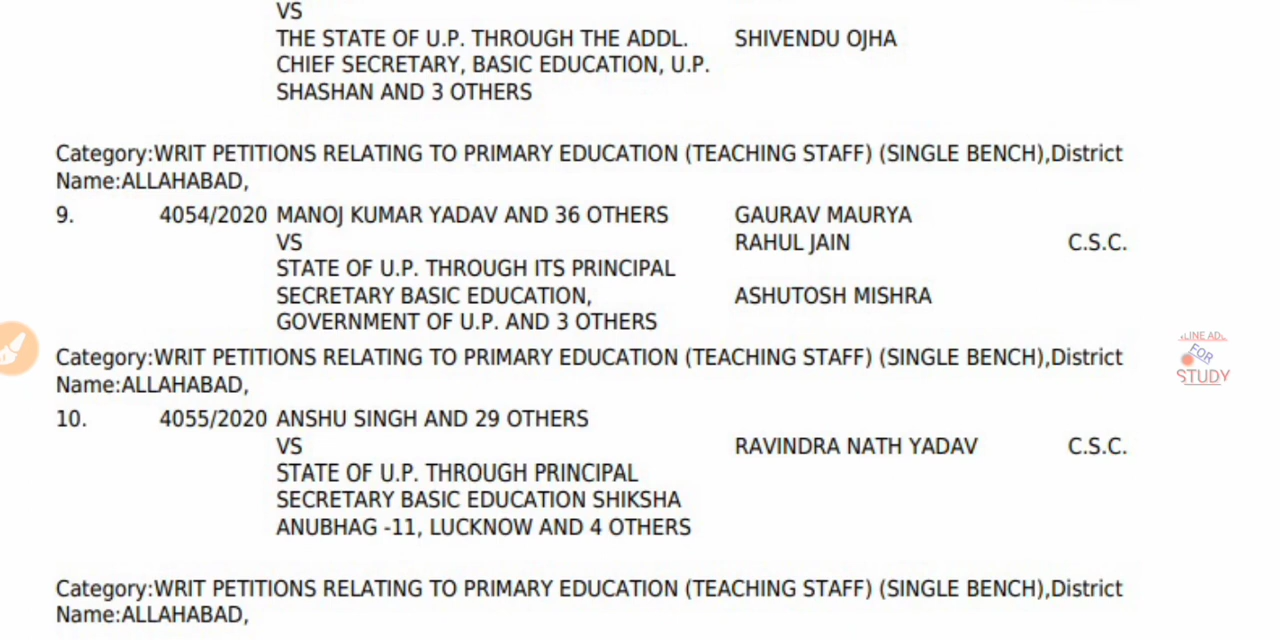 VS
THE STATE OF U.P. THROUGH THE ADDL. SHIVENDU OJHA
CHIEF SECRETARY, BASIC EDUCATION, U.P.
SHASHAN AND 3 OTHERS
Category:WRIT PETITIONS RELATING TO PRIMARY EDUCATION (TEACHING STAFF) (SINGLE BENCH),District
Name:ALLAHABAD,
9. 4054/2020 MANOJ KUMAR YADAV AND 36 OTHERS GAURAV MAURYA
VS RAHUL JAIN C.S.C.
STATE OF U.P. THROUGH ITS PRINCIPAL
SECRETARY BASIC EDUCATION, ASHUTOSH MISHRA
GOVERNMENT OF U.P. AND 3 OTHERS
Category:WRIT PETITIONS RELATING TO PRIMARY EDUCATION (TEACHING STAFF) (SINGLE BENCH),District
Name:ALLAHABAD,
10. 4055/2020 ANSHU SINGH AND 29 OTHERS
VS RAVINDRA NATH YADAV C.S.C.
STATE OF U.P. THROUGH PRINCIPAL
SECRETARY BASIC EDUCATION SHIKSHA
ANUBHAG -11, LUCKNOW AND 4 OTHERS
Category:WRIT PETITIONS RELATING TO PRIMARY EDUCATION (TEACHING STAFF) (SINGLE BENCH),District
Name:ALLAHABAD,
FOR
STUDY